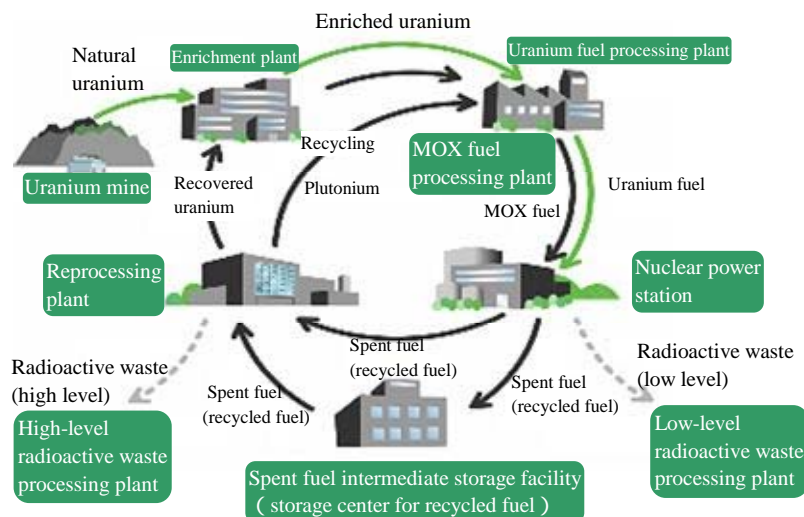 Enriched uranium
Natural
uranium
Enrichment plant
Uranium fuel processing plant
Recycling
Plutonium
MOX fuel
processing plant
Uranium mine
Recovered
uranium
Uranium fuel
MOX fuel
Reprocessing
plant
Nuclear power
station
Spent fuel
(recycled fuel)
Radioactive waste
(high level)
Spent fuel
(recycled fuel)
Spent fuel
(recycled fuel)
Radioactive waste
(low level)
High-level
radioactive waste
processing plant
Low-level
radioactive waste
processing plant
Spent fuel intermediate storage facility
( storage center for recycled fuel )